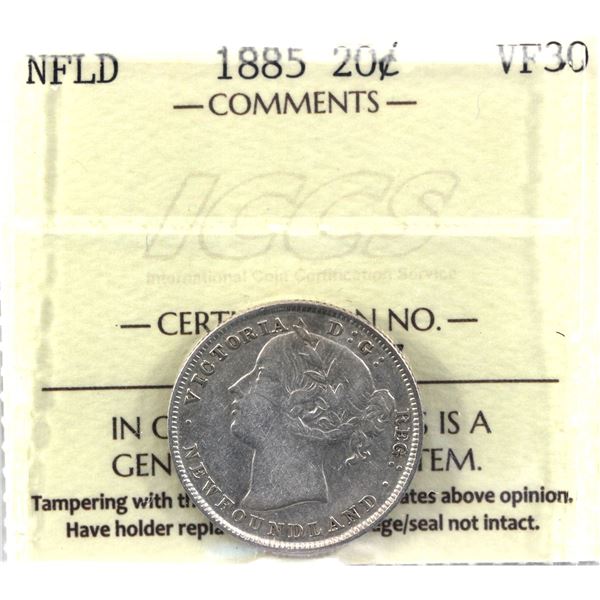 NFLD 1885 20¢ VF30
— COMMENTS —
ICCS
International Coin Certification Service
— CERT N NO. —
IN C S IS A
GEN TEM.
Tampering with th ates above opinion.
Have holder repla ge/seal not intact.
VICTORIA D:G: REG:
NEWFOUNDLAND